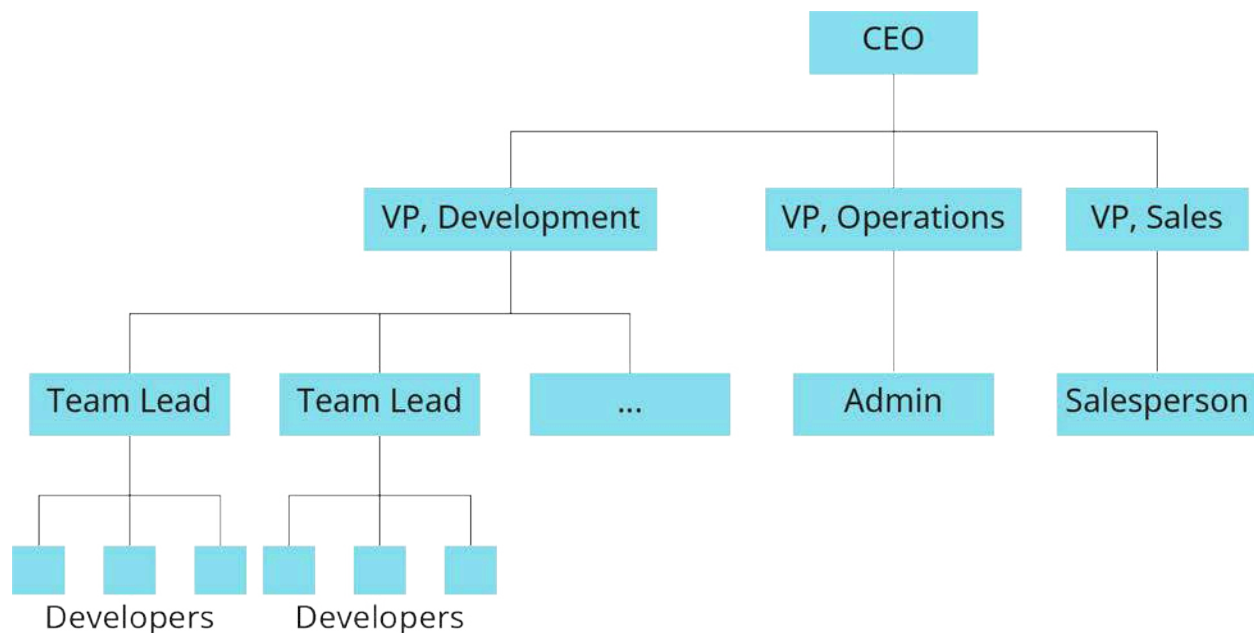 CEO
VP, Development
VP, Operations
VP, Sales
Team Lead
Team Lead
...
Admin
Salesperson
Developers
Developers